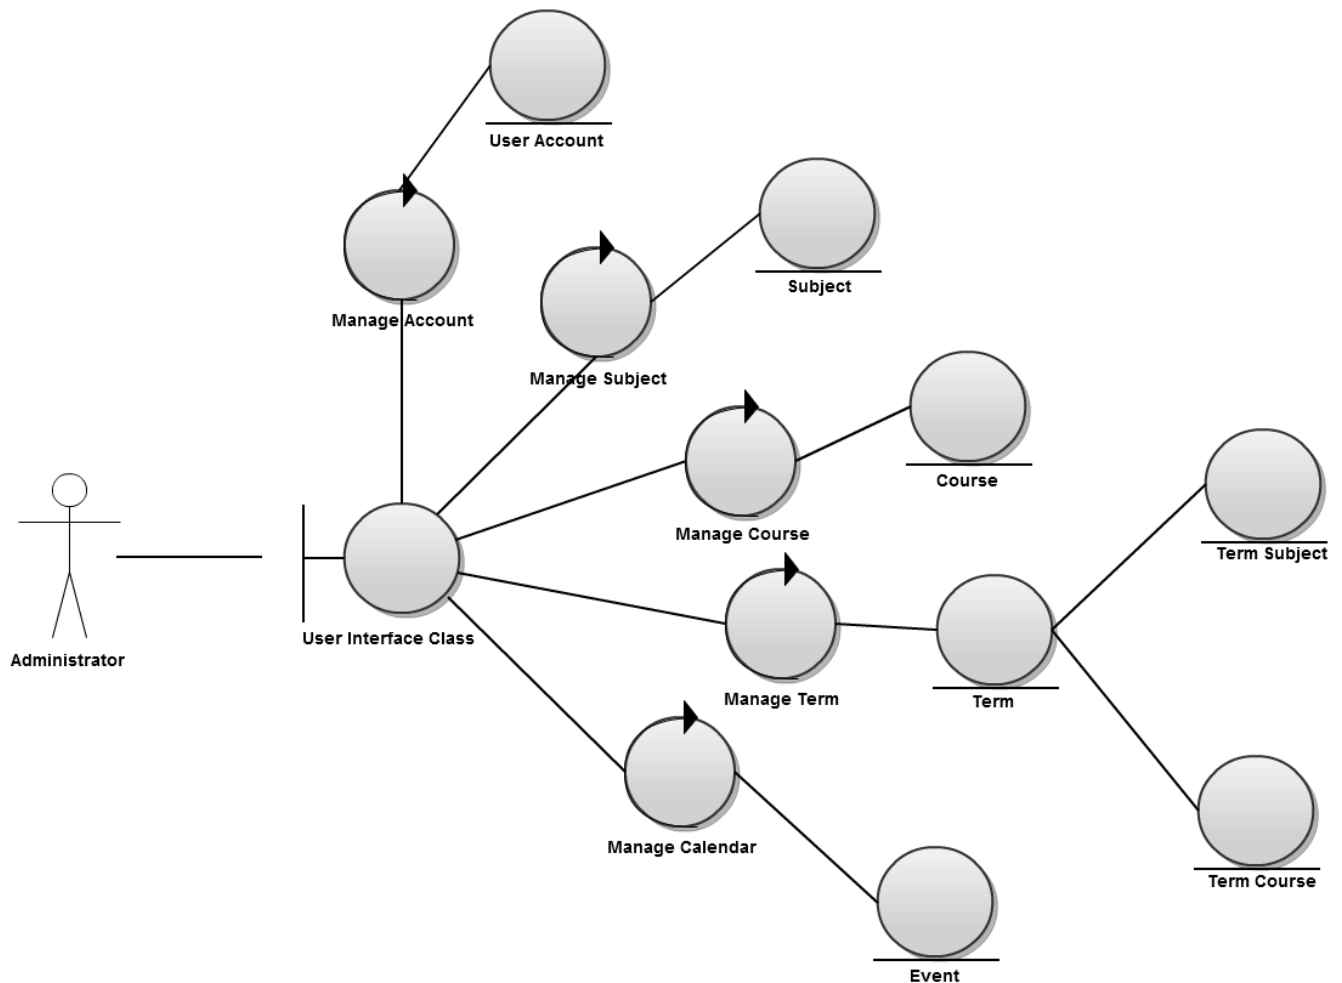 User Account
Subject
Manage Account
Manage Subject
Course
Manage Course
Term Subject
User Interface Class
Administrator
Manage Term
Term
Manage Calendar
Term Course
Event